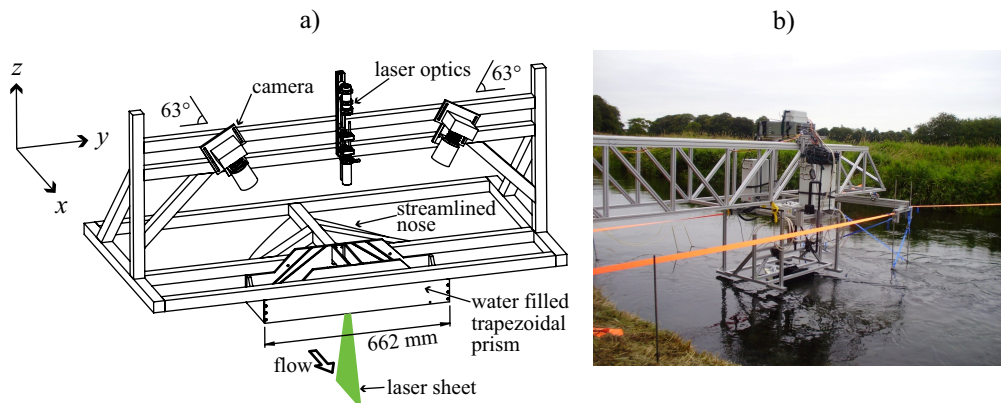 a)
b)
z
y
x
63°
camera
laser optics
63°
streamlined
nose
water filled
trapezoidal
prism
662 mm
flow
laser sheet